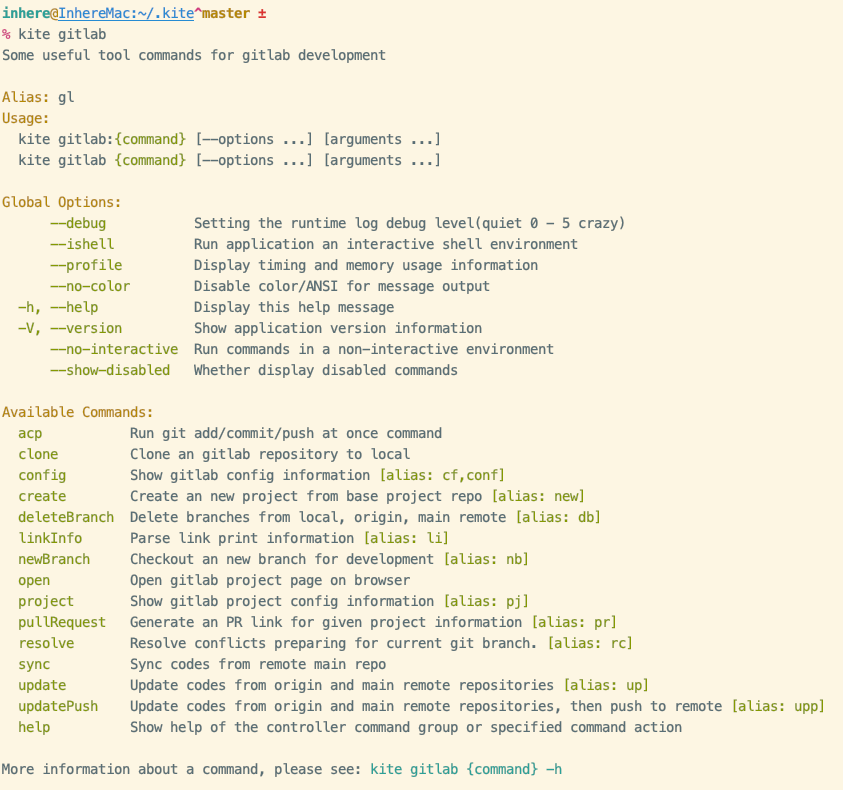 inhere@InhereMac:~/.kite^master ±
% kite gitlab
Some useful tool commands for gitlab development
Alias: gl
Usage:
  kite gitlab:{command} [--options ...] [arguments ...]
  kite gitlab {command} [--options ...] [arguments ...]
Global Options:
      --debug           Setting the runtime log debug level(quiet 0 - 5 crazy)
      --ishell          Run application an interactive shell environment
      --profile         Display timing and memory usage information
      --no-color        Disable color/ANSI for message output
  -h, --help            Display this help message
  -V, --version         Show application version information
      --no-interactive  Run commands in a non-interactive environment
      --show-disabled   Whether display disabled commands
Available Commands:
  acp           Run git add/commit/push at once command
  clone         Clone an gitlab repository to local
  config        Show gitlab config information [alias: cf,conf]
  create        Create an new project from base project repo [alias: new]
  deleteBranch  Delete branches from local, origin, main remote [alias: db]
  linkInfo      Parse link print information [alias: li]
  newBranch     Checkout an new branch for development [alias: nb]
  open          Open gitlab project page on browser
  project       Show gitlab project config information [alias: pj]
  pullRequest   Generate an PR link for given project information [alias: pr]
  resolve       Resolve conflicts preparing for current git branch. [alias: rc]
  sync          Sync codes from remote main repo
  update        Update codes from origin and main remote repositories [alias: up]
  updatePush    Update codes from origin and main remote repositories, then push to remote [alias: upp]
  help          Show help of the controller command group or specified command action
More information about a command, please see: kite gitlab {command} -h